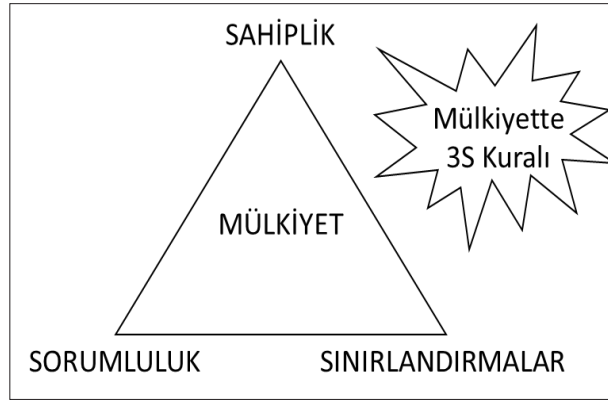 SAHİPLİK
Mülkiyette
3S Kuralı
MÜLKİYET
SORUMLULUK
SINIRLANDIRMALAR